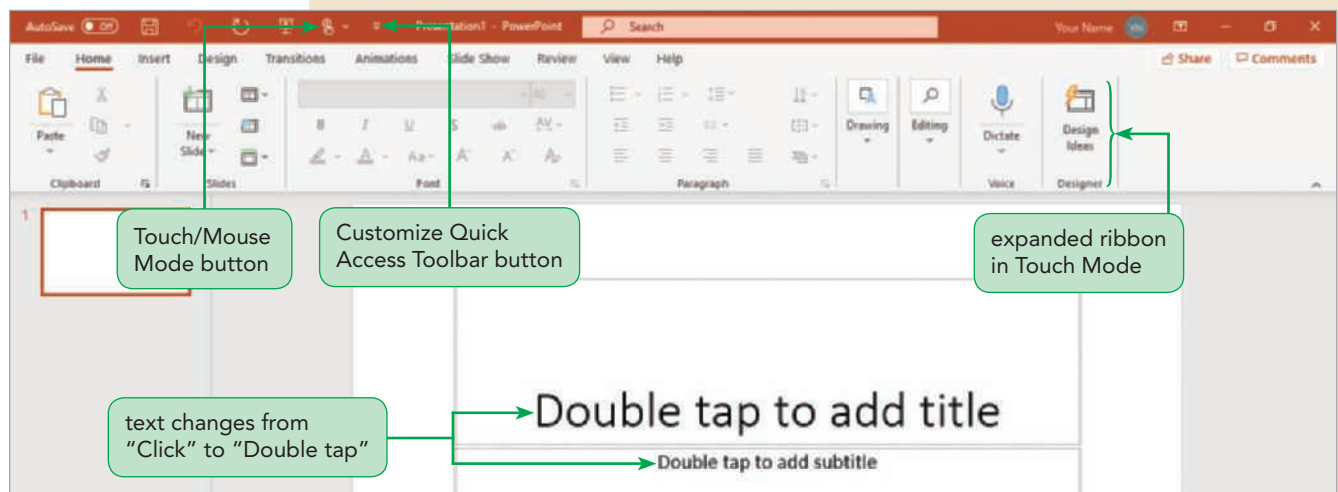 AutoSave Off Presentation1 - PowerPoint Search Your Name
File Home Insert Design Transitions Animations Slide Show Review View Help Share Comments
Paste
New
Slide
B I U S ab AV
Aa A A A
Drawing
Editing
Dictate
Design
Ideas
Clipboard Slides Font Paragraph Voice Designer
1
Touch/Mouse
Mode button
Customize Quick
Access Toolbar button
expanded ribbon
in Touch Mode
text changes from
“Click” to “Double tap”
Double tap to add title
Double tap to add subtitle